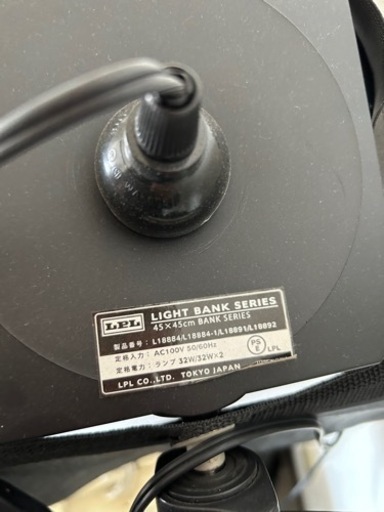 LPL LIGHT BANK SERIES
45×45cm BANK SERIES
製品番号: L18884/L18884-1/L18891/L18892
定格入力: AC100V 50/60Hz
定格電力: ランプ 32W/32W×2
PS E LPL
LPL CO.,LTD. TOKYO JAPAN